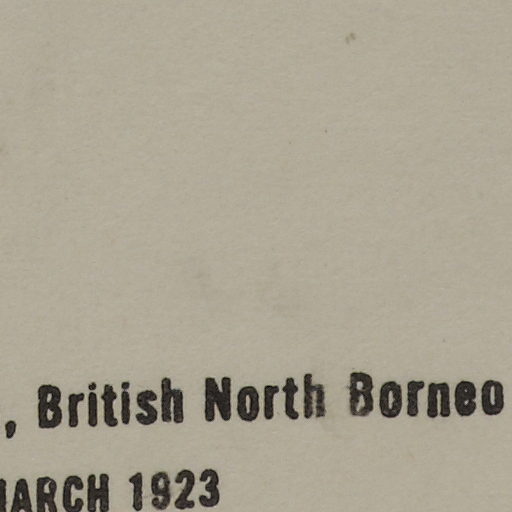 , British North Borneo
MARCH 1923